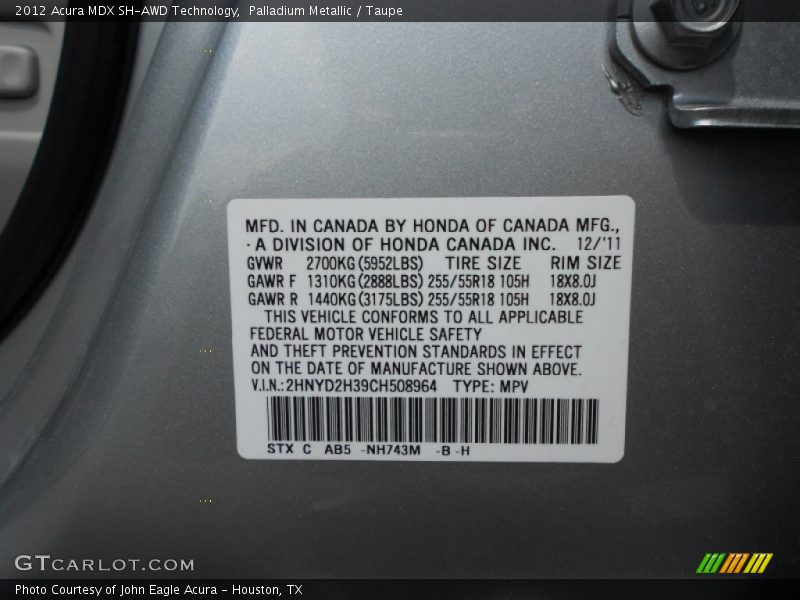 2012 Acura MDX SH-AWD Technology, Palladium Metallic / Taupe
MFD. IN CANADA BY HONDA OF CANADA MFG.,
A DIVISION OF HONDA CANADA INC. 12/'11
GVWR 2700KG(5952LBS) TIRE SIZE RIM SIZE
GAWR F 1310KG(2888LBS) 255/55R18 105H 18X8.0J
GAWR R 1440KG(3175LBS) 255/55R18 105H 18X8.0J
THIS VEHICLE CONFORMS TO ALL APPLICABLE
FEDERAL MOTOR VEHICLE SAFETY
AND THEFT PREVENTION STANDARDS IN EFFECT
ON THE DATE OF MANUFACTURE SHOWN ABOVE.
V.I.N.:2HNYD2H39CH508964 TYPE: MPV
STX C AB5 -NH743M -B -H
GTCARLOT.COM
Photo Courtesy of John Eagle Acura - Houston, TX